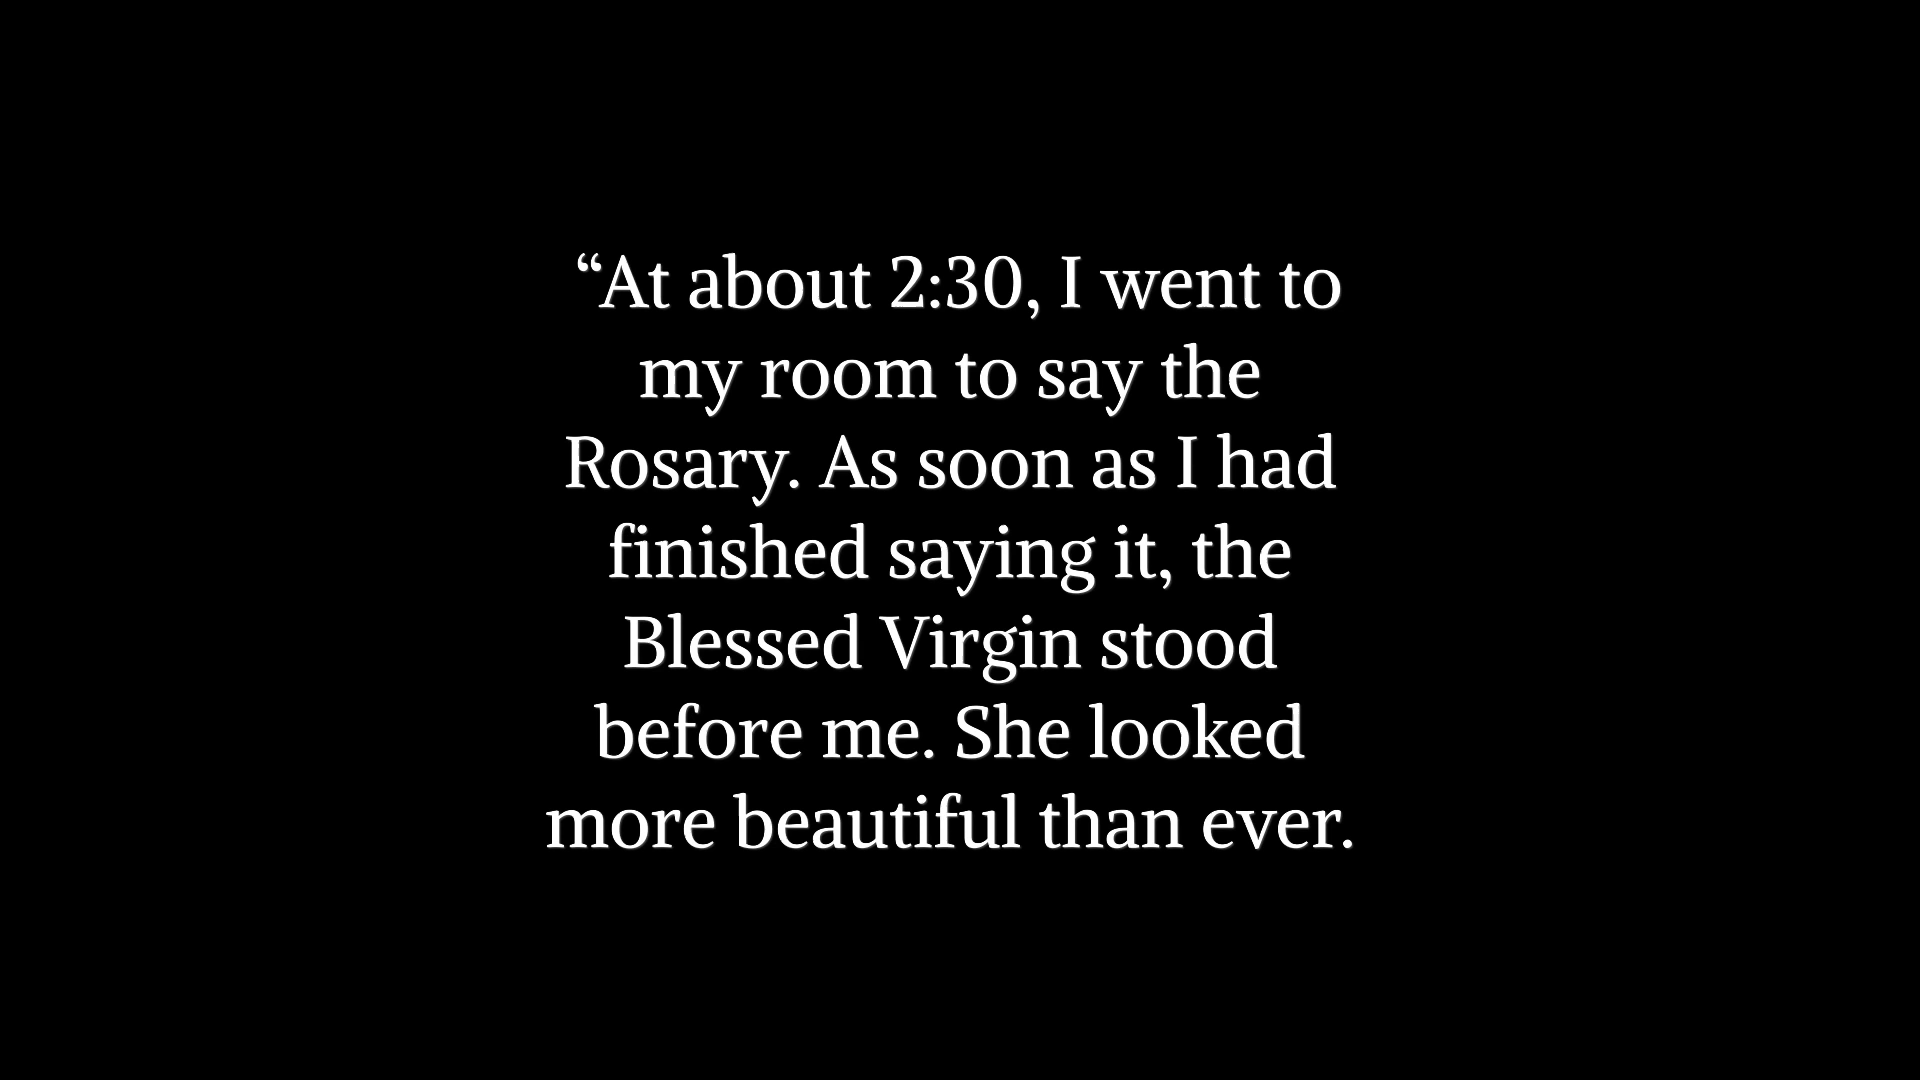 “At about 2:30, I went to
my room to say the
Rosary. As soon as I had
finished saying it, the
Blessed Virgin stood
before me. She looked
more beautiful than ever.